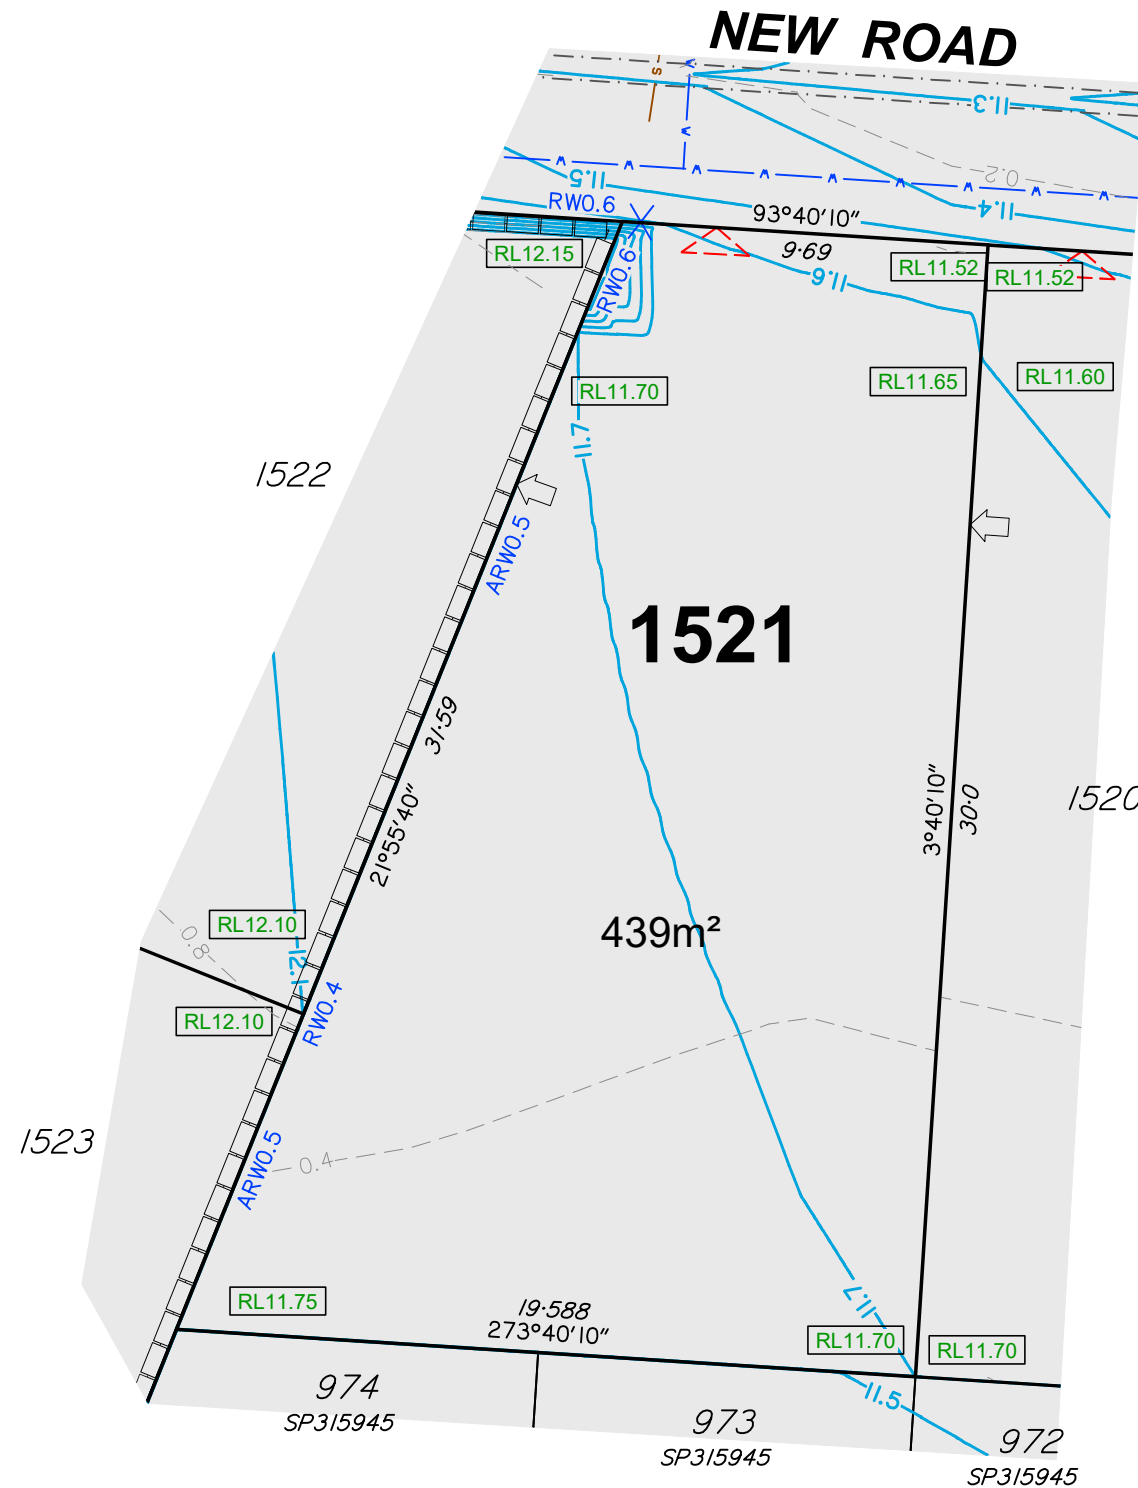 NEW ROAD
S
W
W
W
W
W
W
W
W
W
W
W
11.3
0.2
11.5
11.4
RW0.6
93°40'10"
9·69
RL12.15
RL11.52
RL11.52
RW0.6
11.6
RL11.70
RL11.65
RL11.60
11.7
1522
ARW0.5
1521
31·59
21°55'40"
3°40'10"
30·0
1520
RL12.10
0.8
439m²
12.1
RL12.10
RW0.4
1523
ARW0.5
0.4
RL11.75
11.7
19·588
273°40'10"
RL11.70
RL11.70
974
SP315945
11.5
973
SP315945
972
SP315945